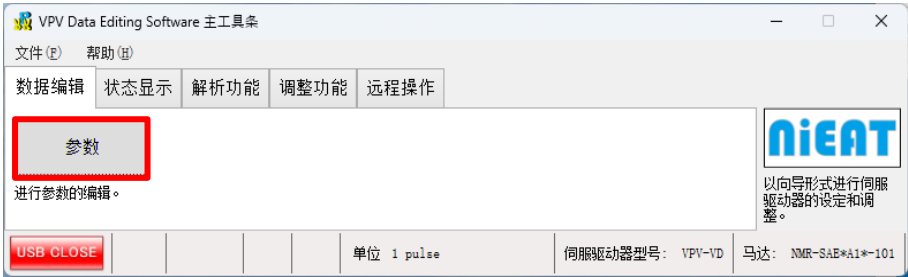 VPV Data Editing Software 主工具条
文件(F) 帮助(H)
数据编辑 状态显示 解析功能 调整功能 远程操作
参数
进行参数的编辑。
NiEAT
以向导形式进行伺服
驱动器的设定和调
整。
USB CLOSE 单位 1 pulse 伺服驱动器型号: VPV-VD 马达: NMR-SAE*A1*-101